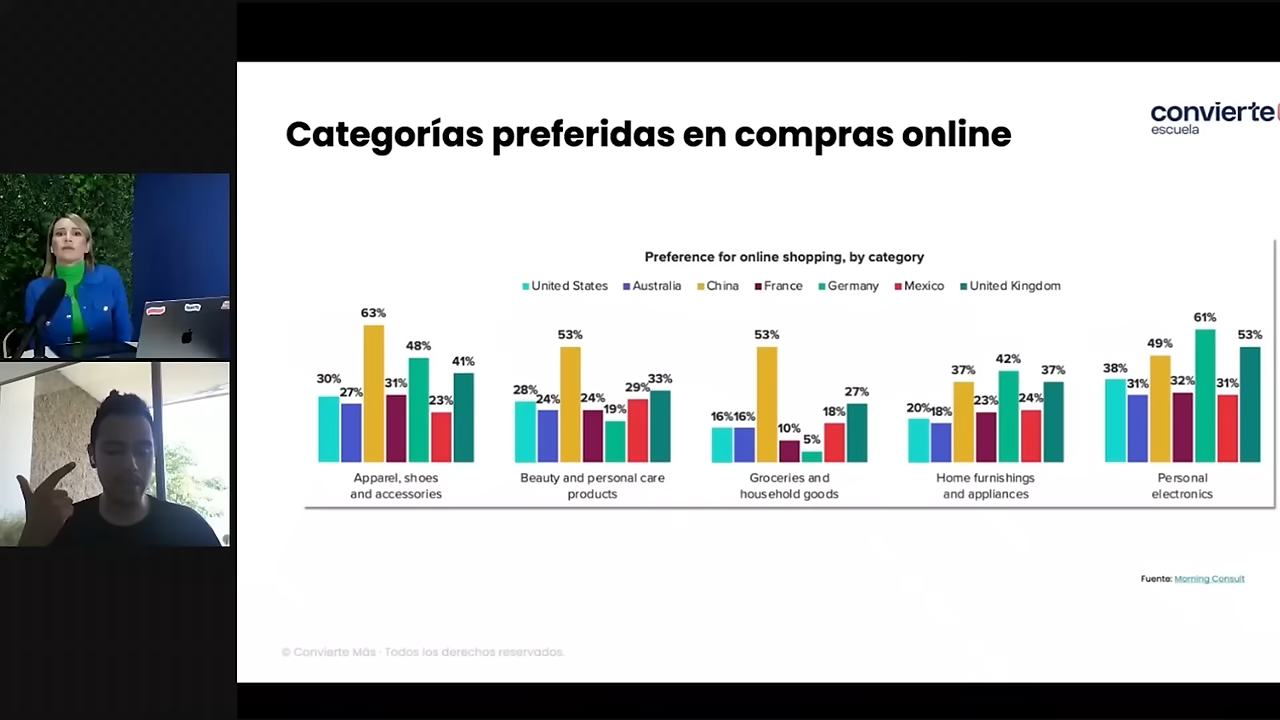 convierte
escuela
Categorías preferidas en compras online
Preference for online shopping, by category
United States Australia China France Germany Mexico United Kingdom
30% 27% 63% 31% 48% 23% 41%
28% 24% 53% 24% 19% 29% 33%
16% 16% 53% 10% 5% 18% 27%
20% 18% 37% 23% 42% 24% 37%
38% 31% 49% 32% 61% 31% 53%
Apparel, shoes
and accessories
Beauty and personal care
products
Groceries and
household goods
Home furnishings
and appliances
Personal
electronics
Fuente: Morning Consult
© Convierte Más · Todos los derechos reservados.